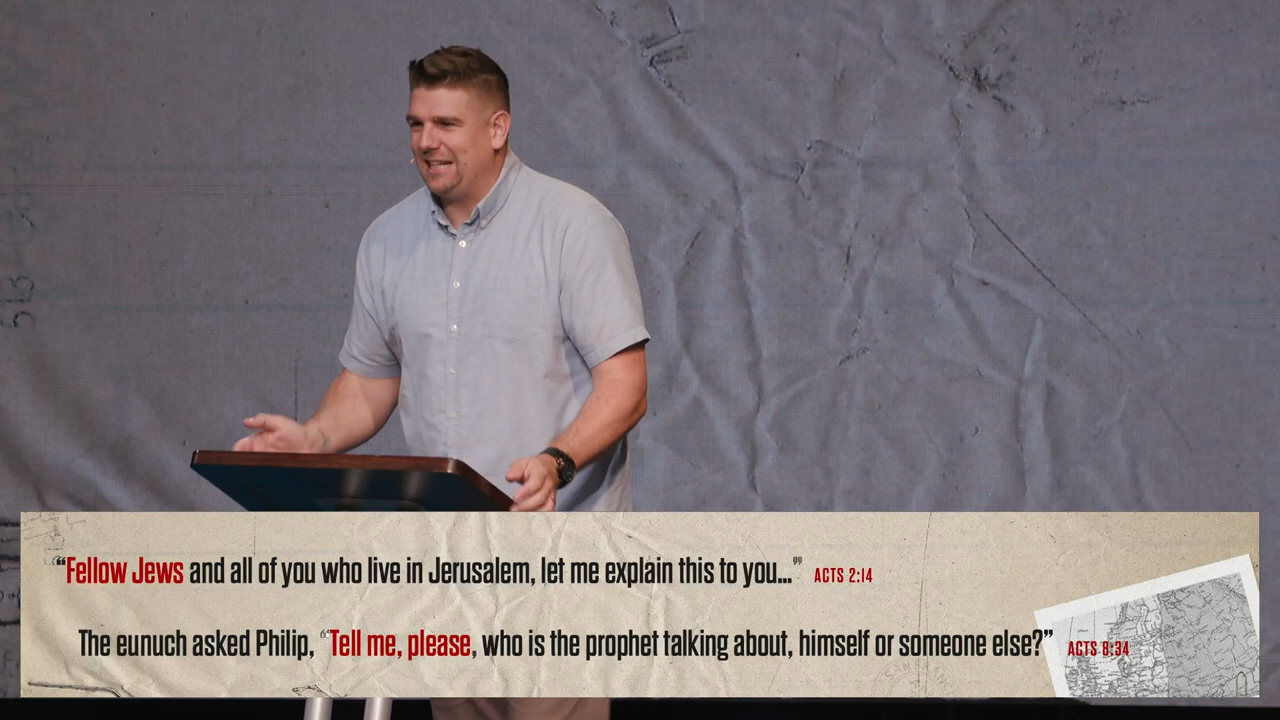 “Fellow Jews and all of you who live in Jerusalem, let me explain this to you...” ACTS 2:14
The eunuch asked Philip, “Tell me, please, who is the prophet talking about, himself or someone else?” ACTS 8:34